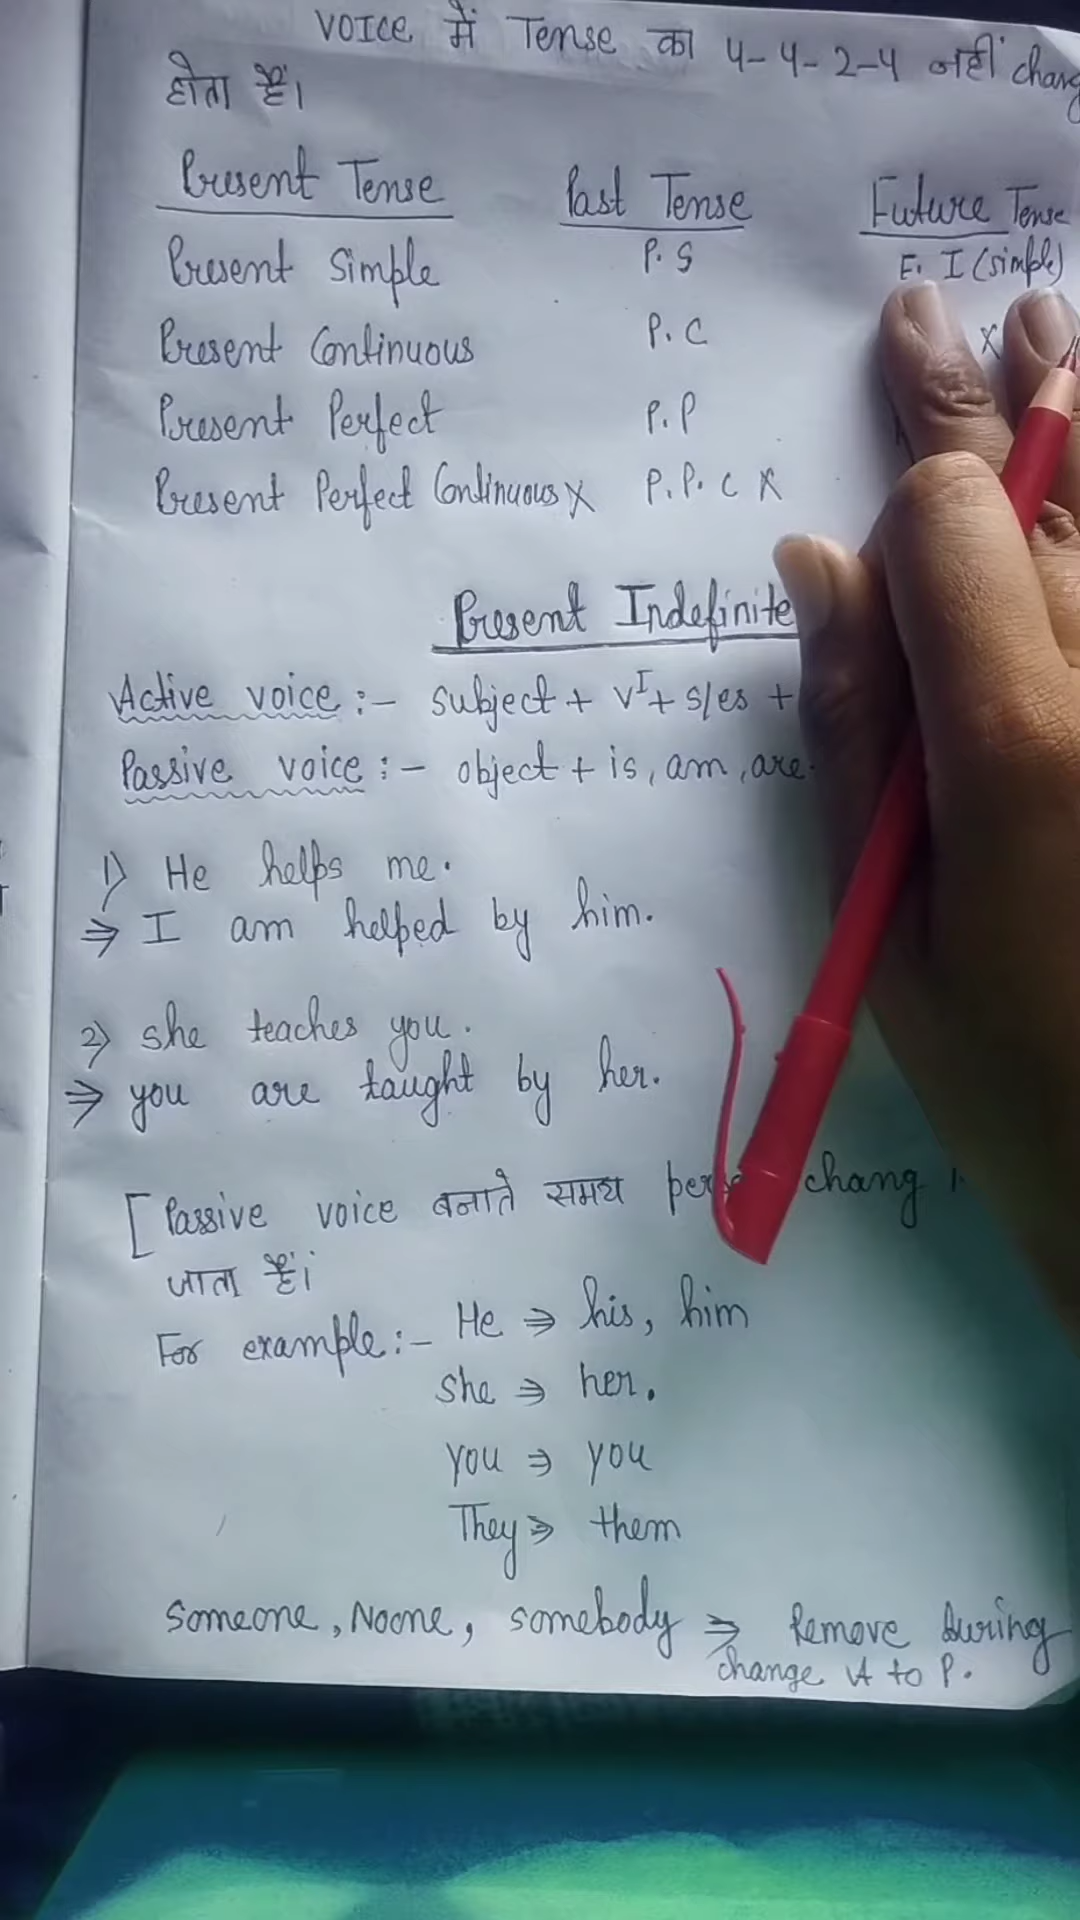 VOICE में Tense का 4-4-2-4 नहीं chang
होता हैं।
Present Tense Past Tense Future Tense
Present Simple P.S F.I (simple)
Present Continuous P.C X
Present Perfect P.P
Present Perfect Continuous X P.P.C X
Present Indefinite
Active voice :- subject + V I + s/es +
Passive voice :- object + is, am, are
1) He helps me.
⇒ I am helped by him.
2) she teaches you.
⇒ you are taught by her.
[Passive voice बनाते समय chang
जाता हैं।
For example :- He ⇒ his, him
she ⇒ her.
you ⇒ you
They ⇒ them
Someone, Noone, somebody ⇒ Remove During
change A to P.